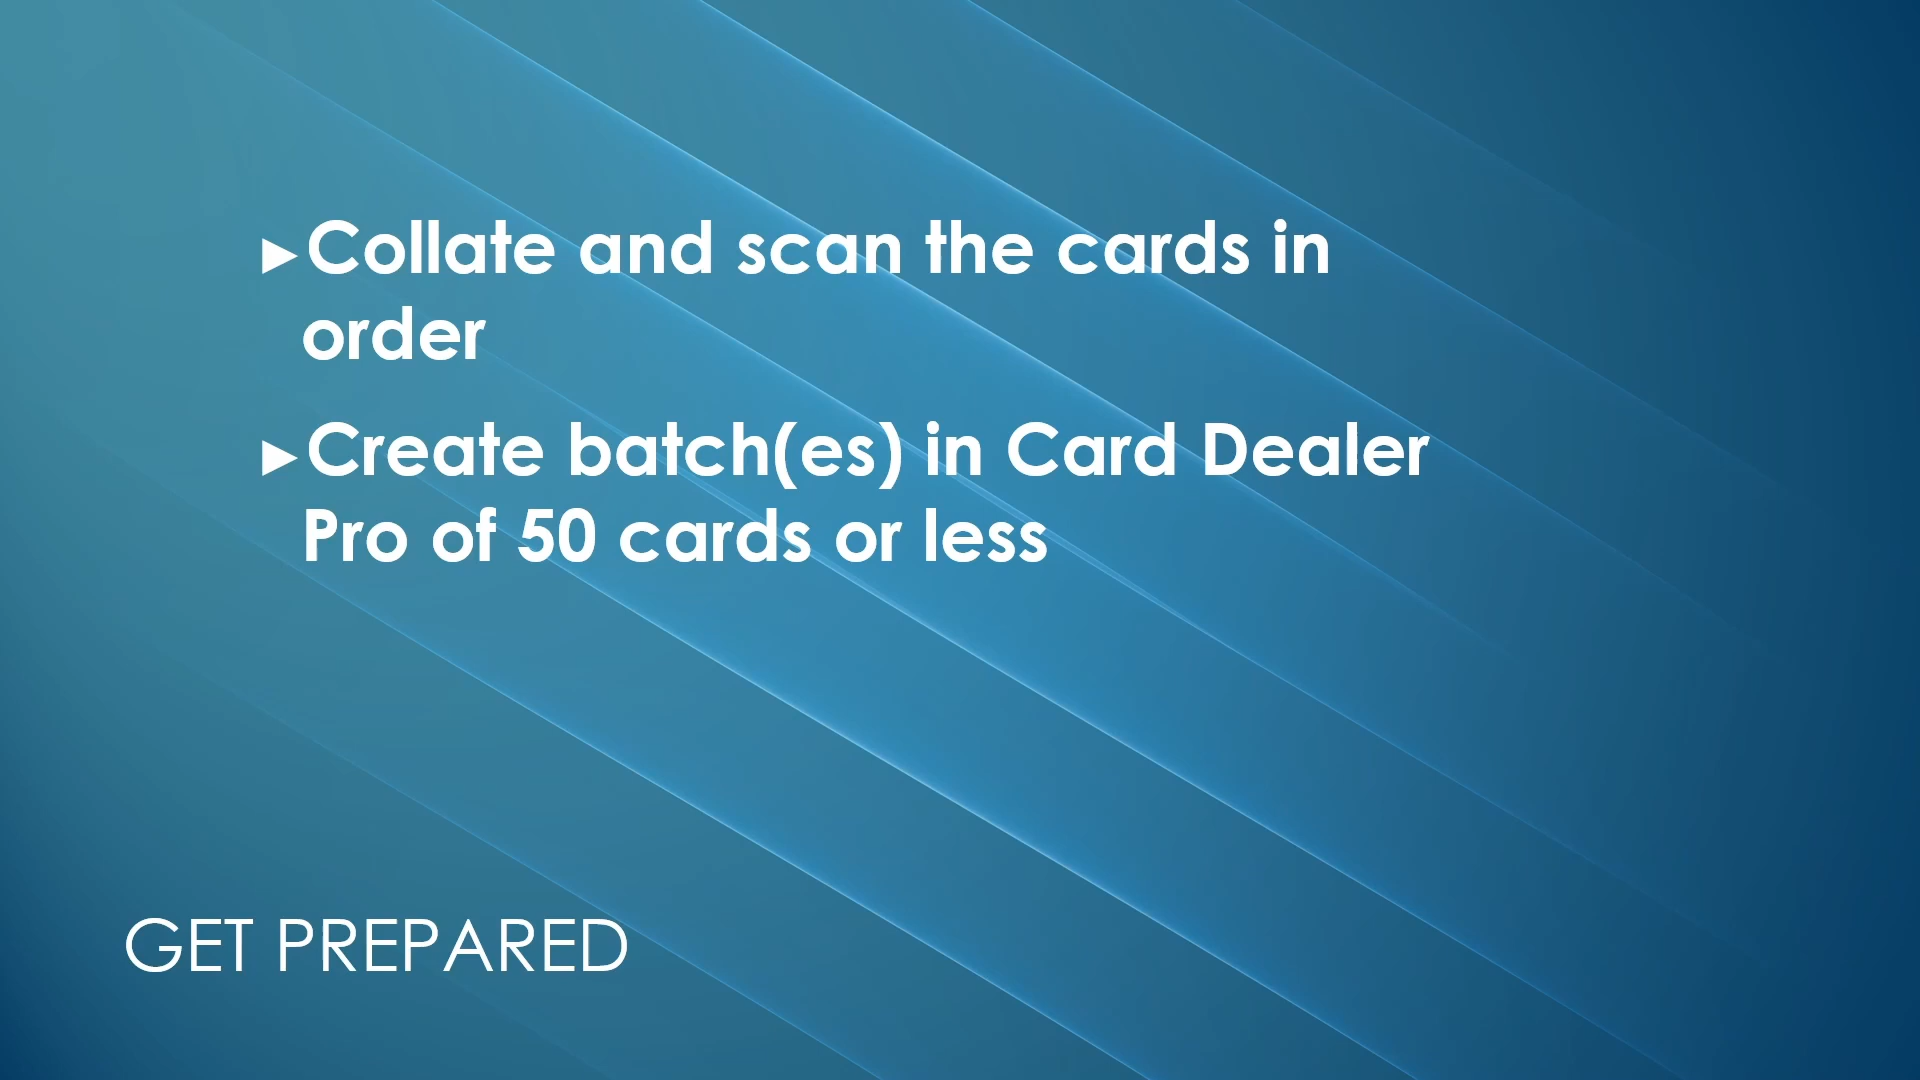 ►Collate and scan the cards in
order
►Create batch(es) in Card Dealer
Pro of 50 cards or less
GET PREPARED